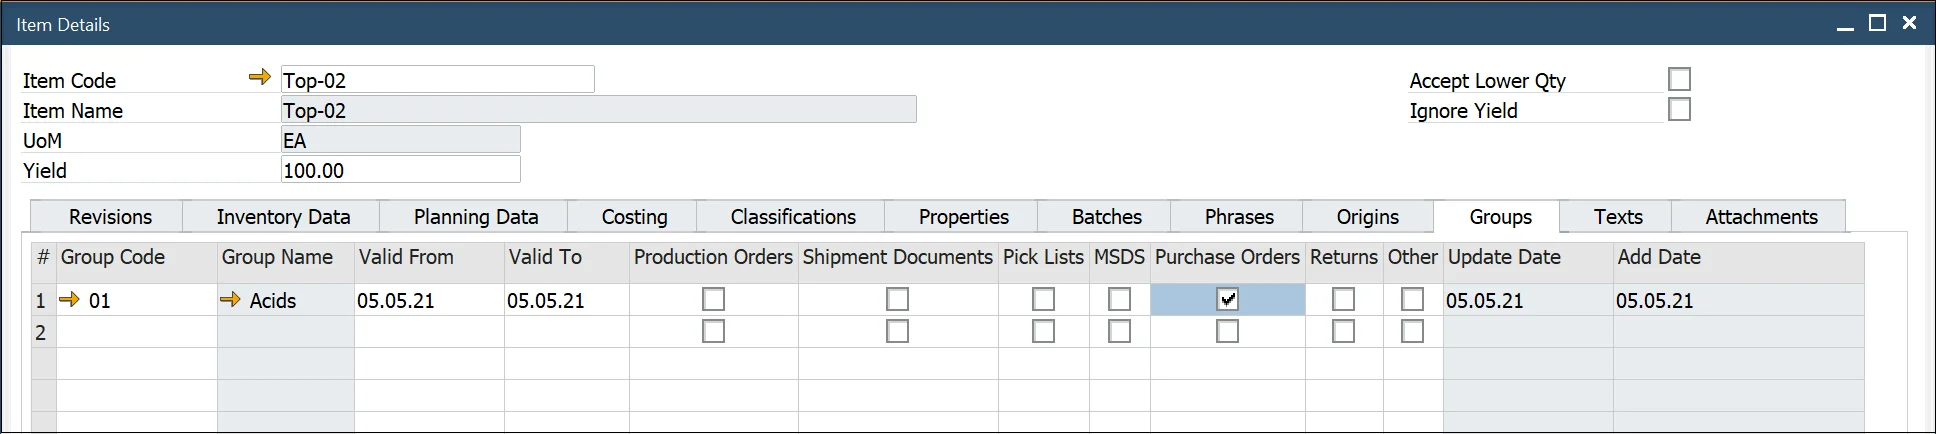 Item Details
Item Code Top-02 Accept Lower Qty
Item Name Top-02 Ignore Yield
UoM EA
Yield 100.00
Revisions Inventory Data Planning Data Costing Classifications Properties Batches Phrases Origins Groups Texts Attachments
# Group Code Group Name Valid From Valid To Production Orders Shipment Documents Pick Lists MSDS Purchase Orders Returns Other Update Date Add Date
1 01 Acids 05.05.21 05.05.21 05.05.21 05.05.21
2